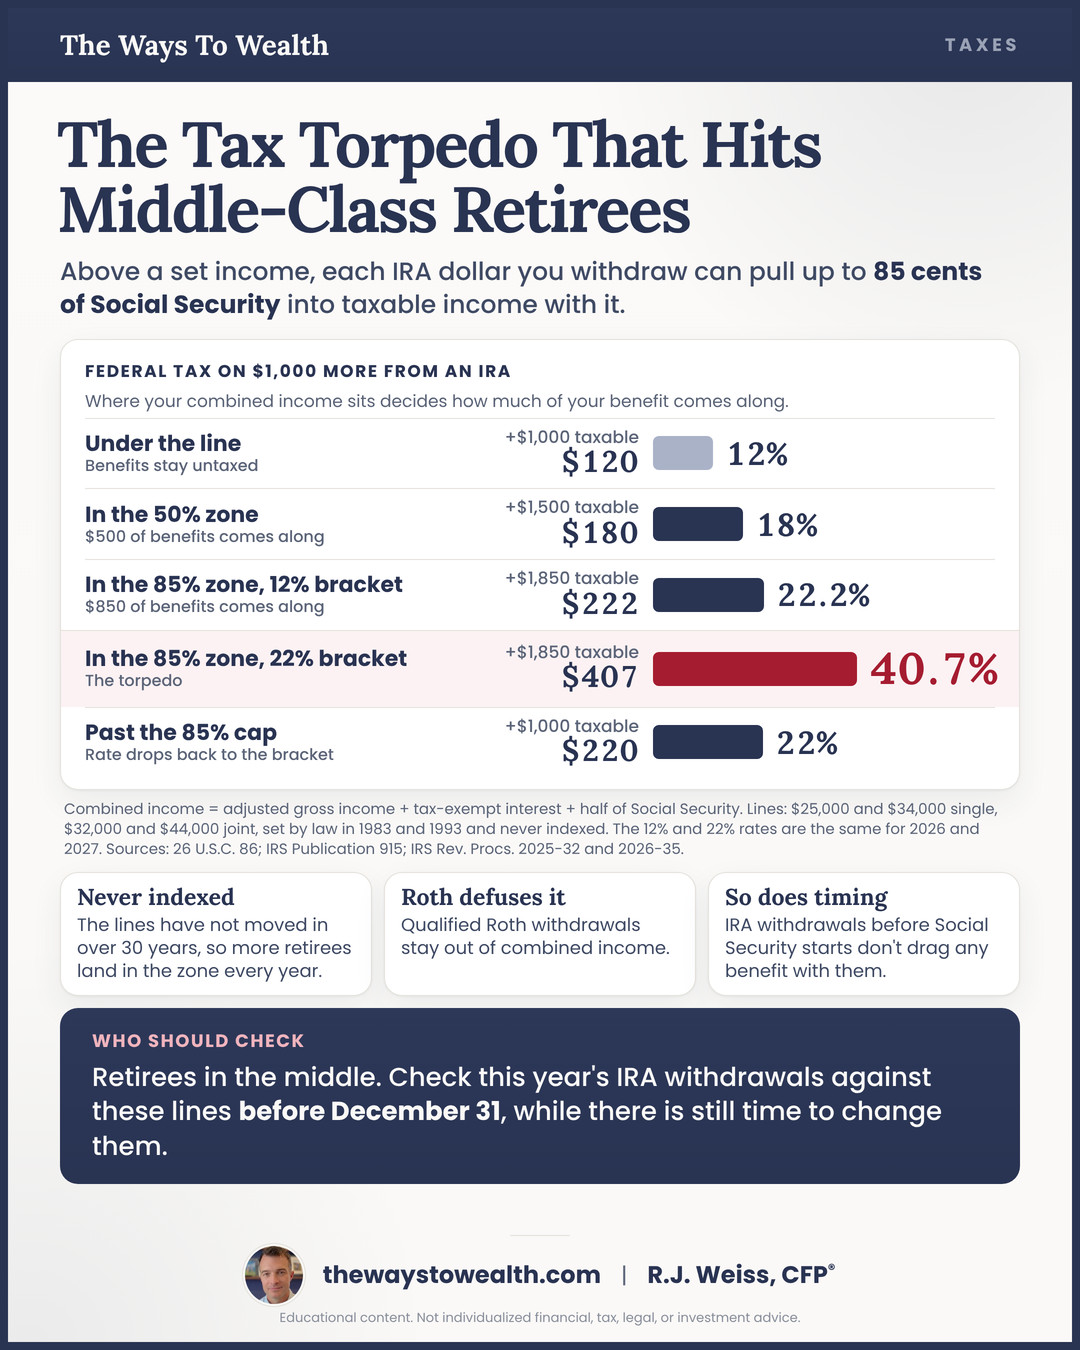 The Ways To Wealth
TAXES
The Tax Torpedo That Hits
Middle-Class Retirees
Above a set income, each IRA dollar you withdraw can pull up to 85 cents
of Social Security into taxable income with it.
FEDERAL TAX ON $1,000 MORE FROM AN IRA
Where your combined income sits decides how much of your benefit comes along.
Under the line
Benefits stay untaxed
+$1,000 taxable
$120
12%
In the 50% zone
$500 of benefits comes along
+$1,500 taxable
$180
18%
In the 85% zone, 12% bracket
$850 of benefits comes along
+$1,850 taxable
$222
22.2%
In the 85% zone, 22% bracket
The torpedo
+$1,850 taxable
$407
40.7%
Past the 85% cap
Rate drops back to the bracket
+$1,000 taxable
$220
22%
Combined income = adjusted gross income + tax-exempt interest + half of Social Security. Lines: $25,000 and $34,000 single,
$32,000 and $44,000 joint, set by law in 1983 and 1993 and never indexed. The 12% and 22% rates are the same for 2026 and
2027. Sources: 26 U.S.C. 86; IRS Publication 915; IRS Rev. Procs. 2025-32 and 2026-35.
Never indexed
The lines have not moved in
over 30 years, so more retirees
land in the zone every year.
Roth defuses it
Qualified Roth withdrawals
stay out of combined income.
So does timing
IRA withdrawals before Social
Security starts don't drag any
benefit with them.
WHO SHOULD CHECK
Retirees in the middle. Check this year's IRA withdrawals against
these lines before December 31, while there is still time to change
them.
thewaystowealth.com | R.J. Weiss, CFP®
Educational content. Not individualized financial, tax, legal, or investment advice.